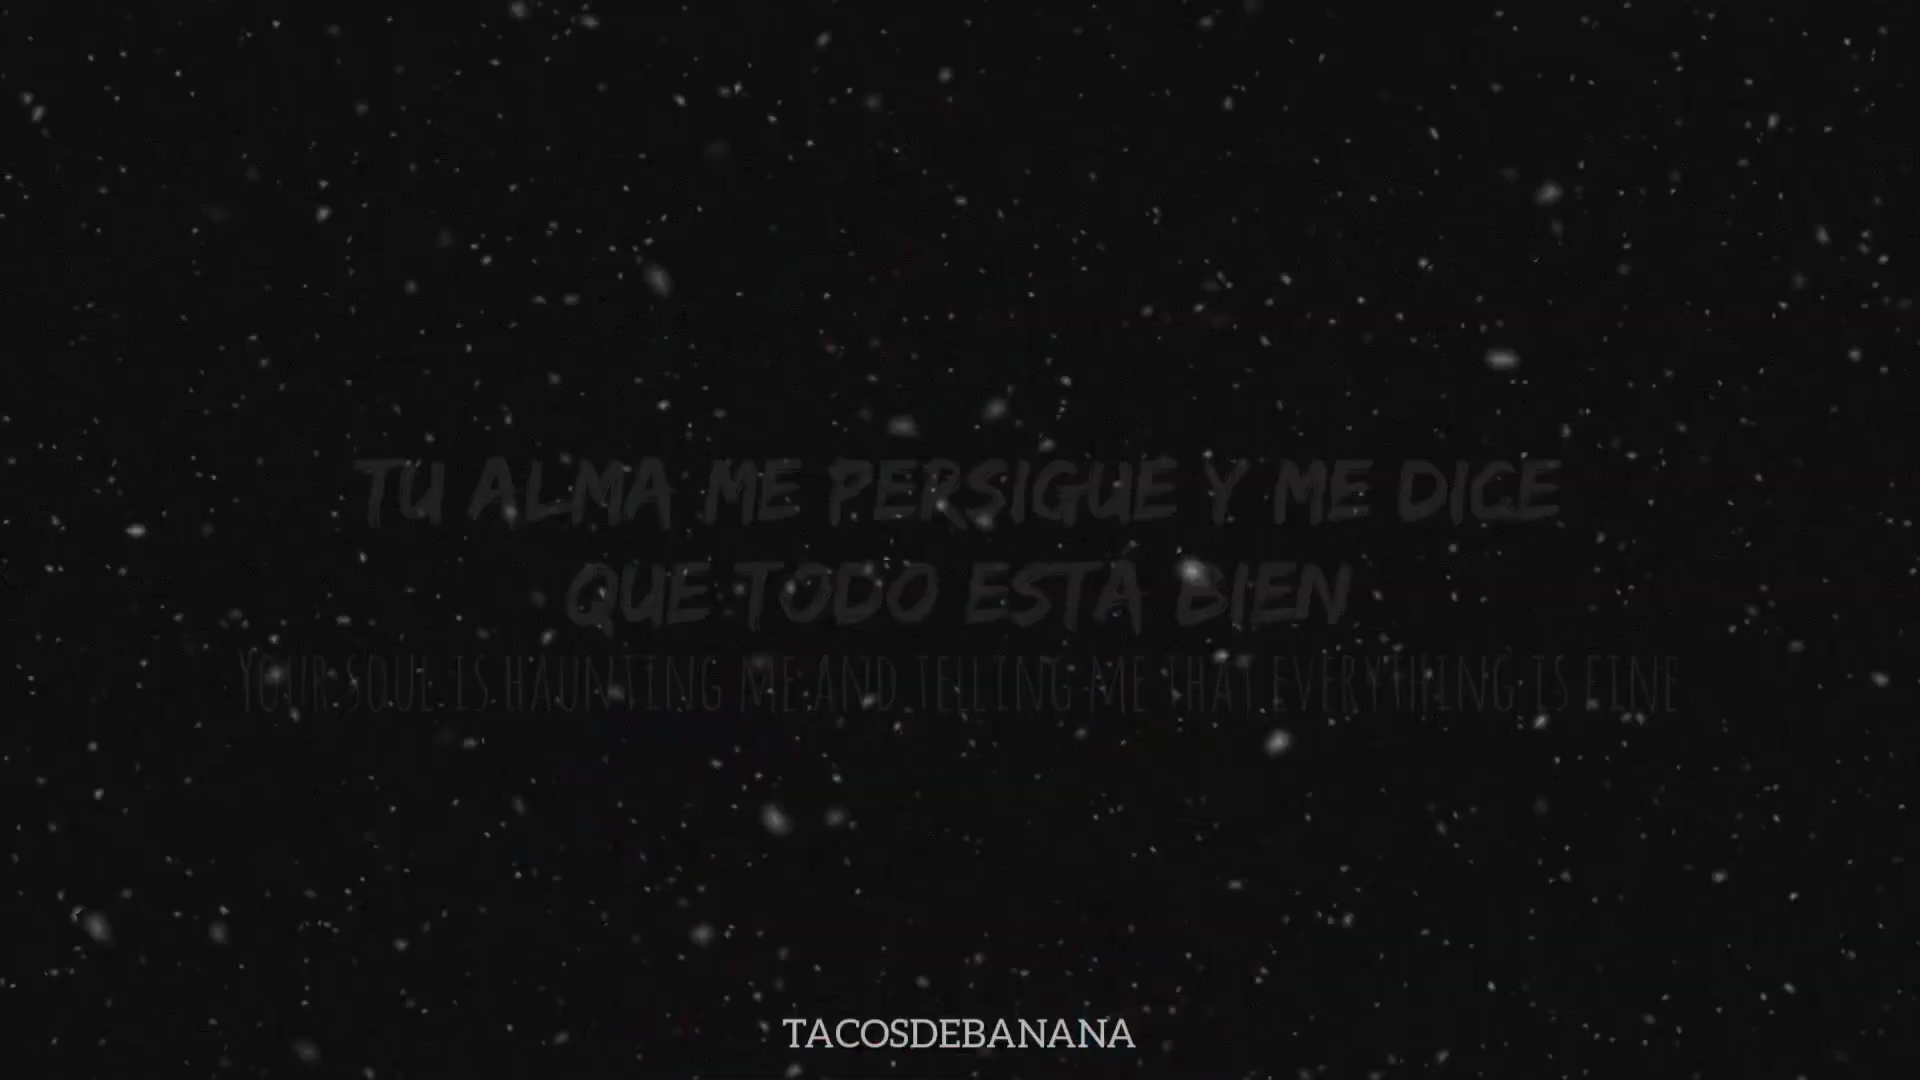 TU ALMA ME PERSIGUE Y ME DICE
QUE TODO ESTA BIEN
YOUR SOUL IS HAUNTING ME AND TELLING ME THAT EVERYTHING IS FINE
TACOSDEBANANA